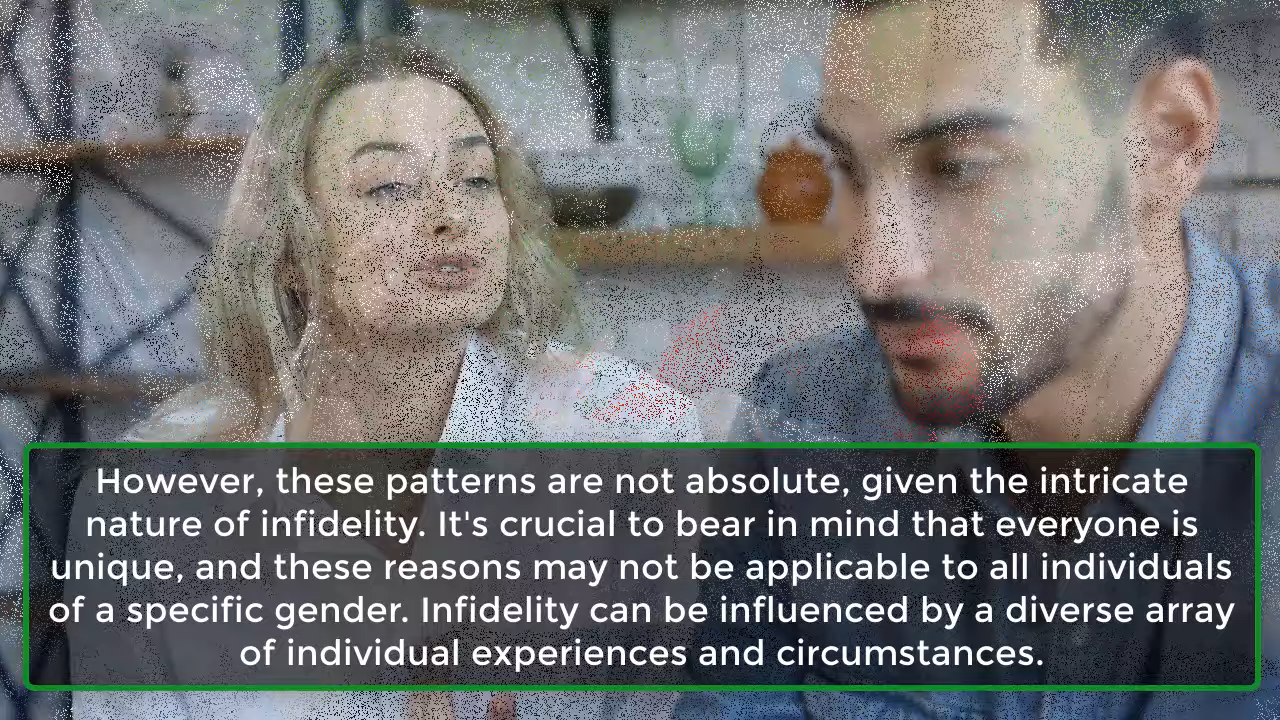 However, these patterns are not absolute, given the intricate
nature of infidelity. It's crucial to bear in mind that everyone is
unique, and these reasons may not be applicable to all individuals
of a specific gender. Infidelity can be influenced by a diverse array
of individual experiences and circumstances.